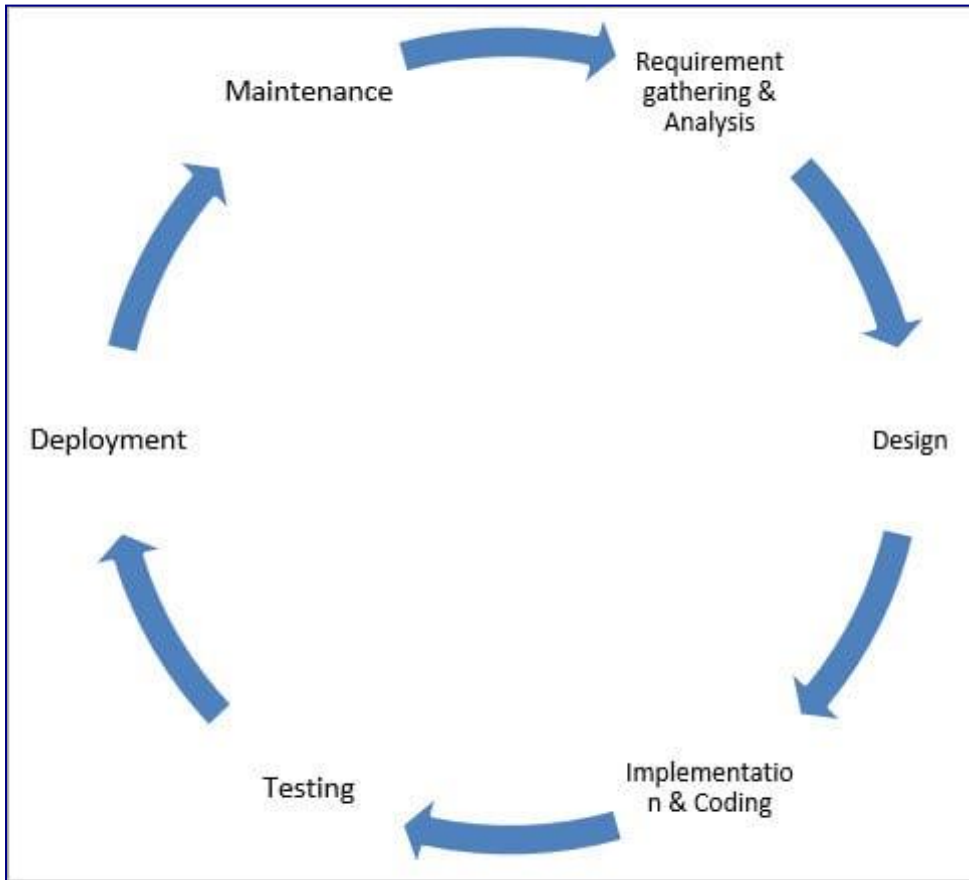 Maintenance
Requirement
gathering &
Analysis
Deployment
Design
Testing
Implementatio
n & Coding